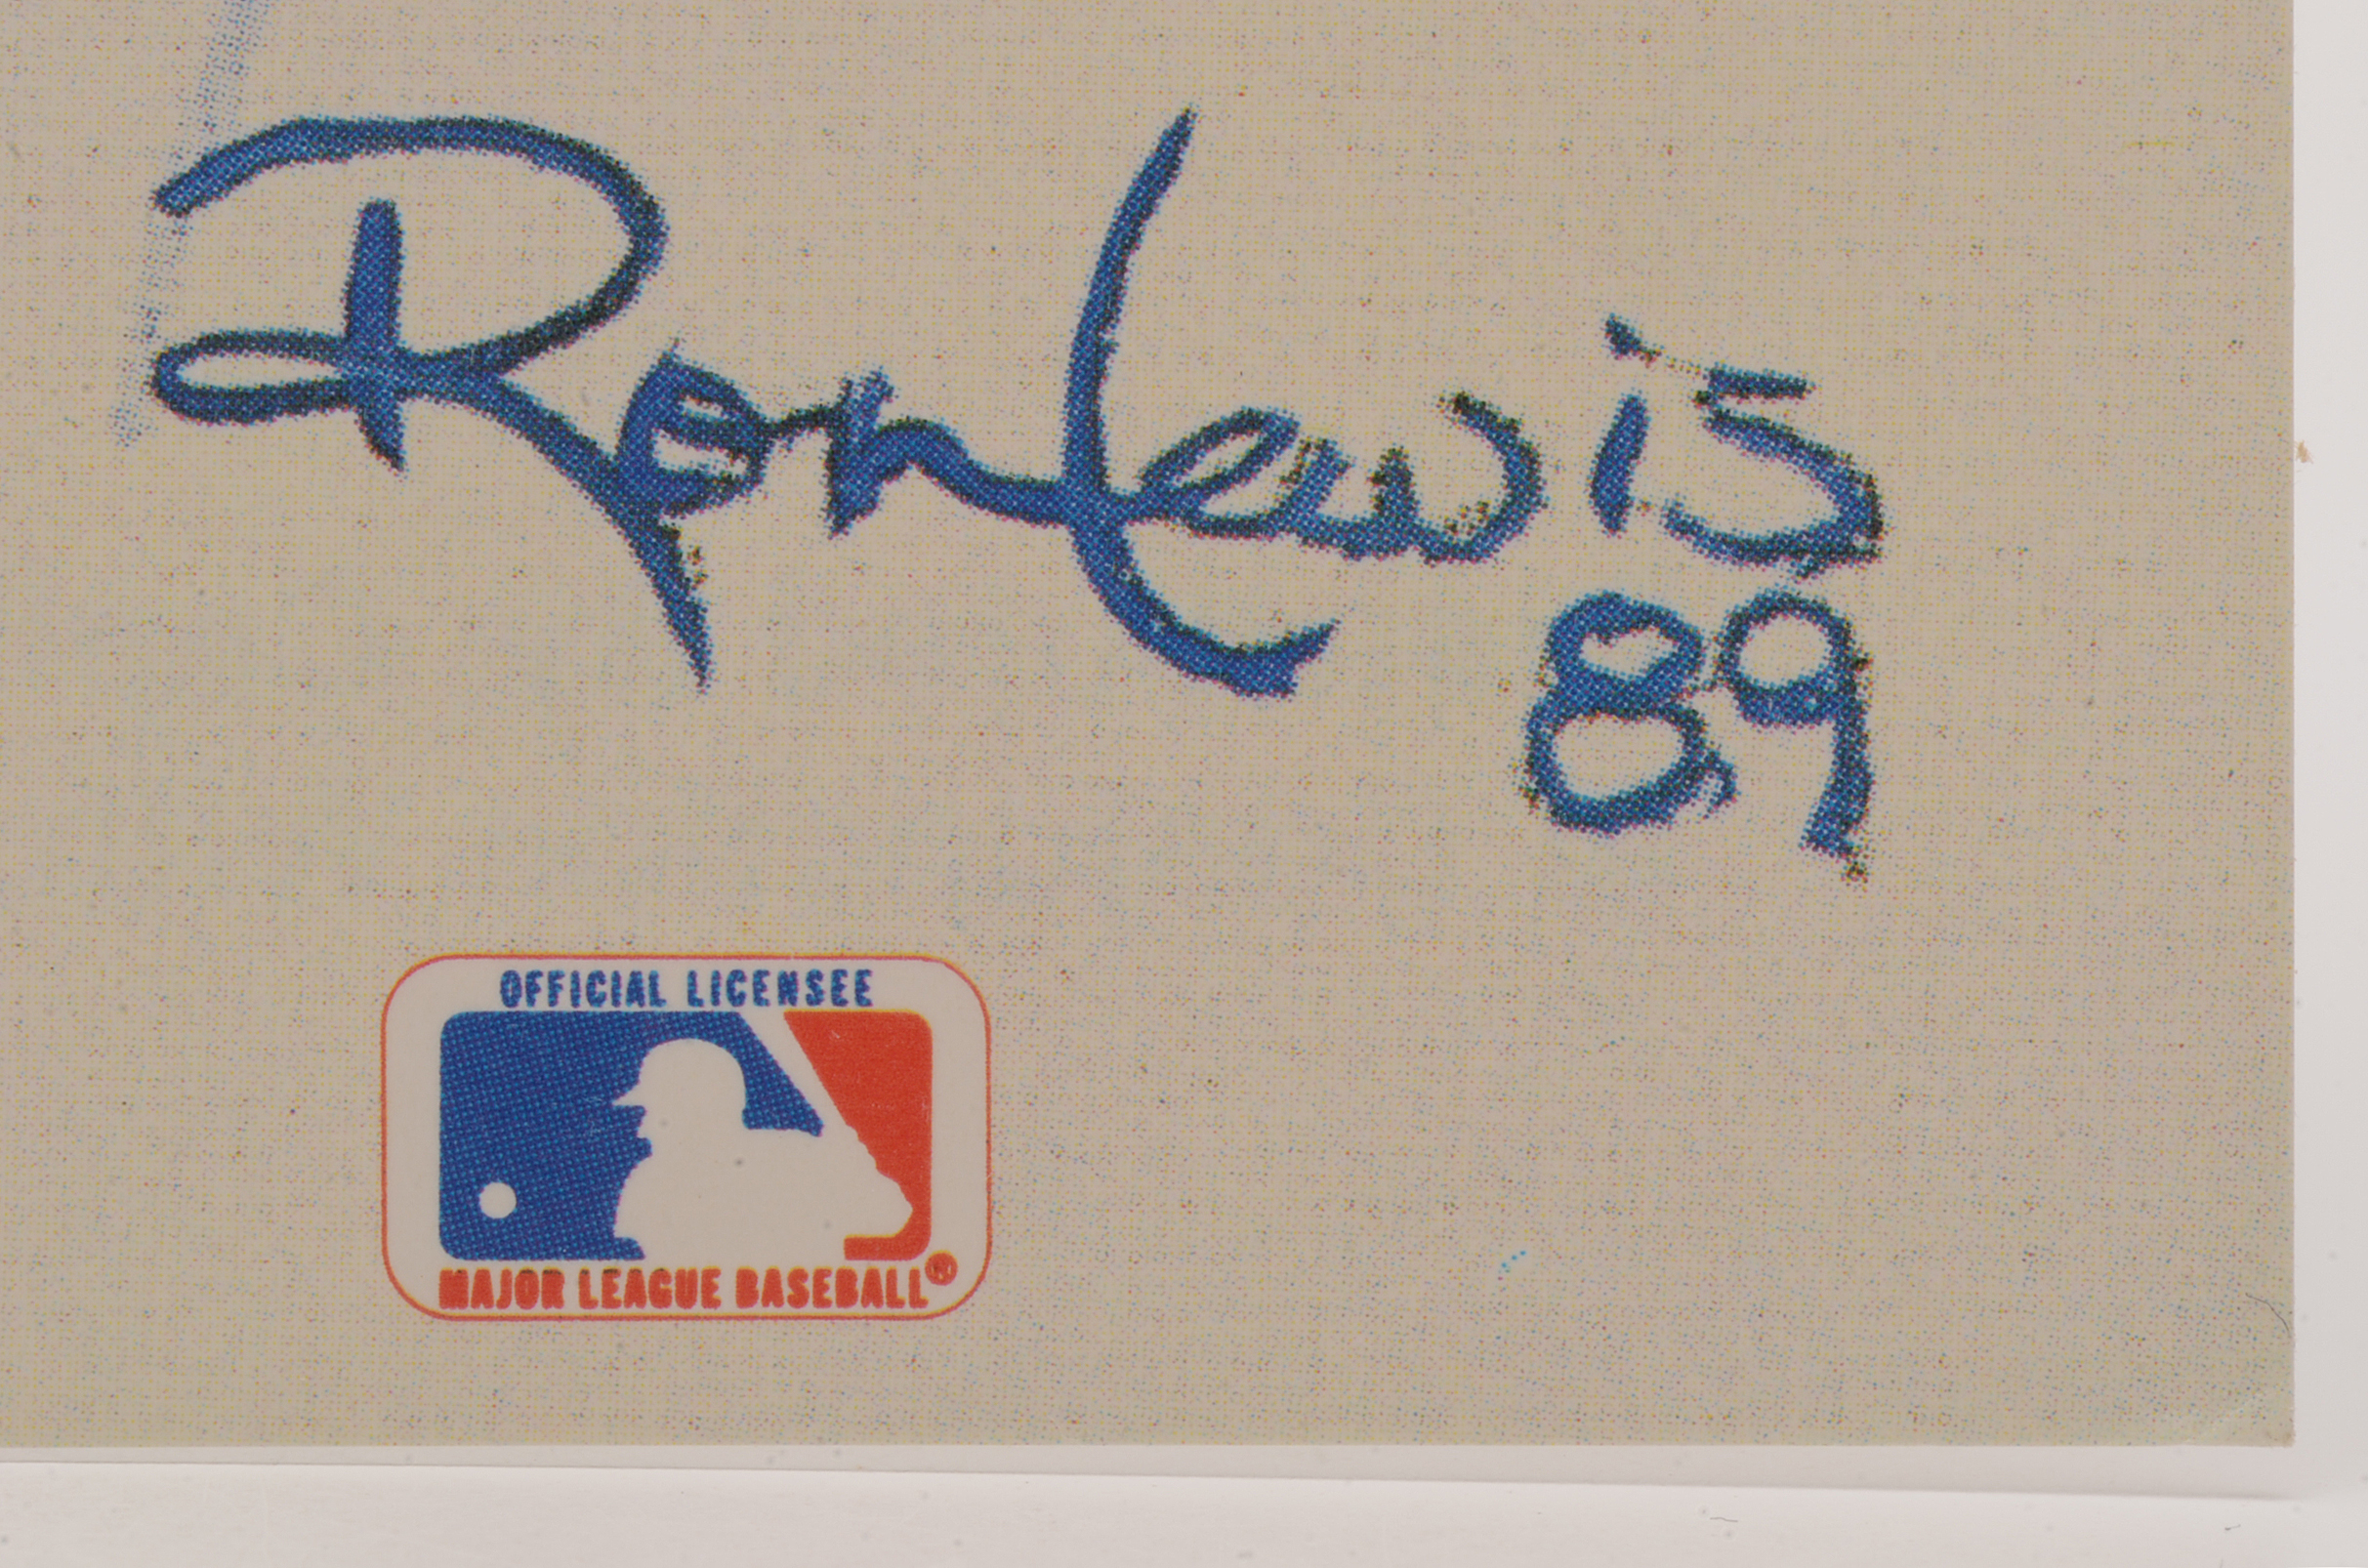 Ron Lewis
89
OFFICIAL LICENSEE
MAJOR LEAGUE BASEBALL®